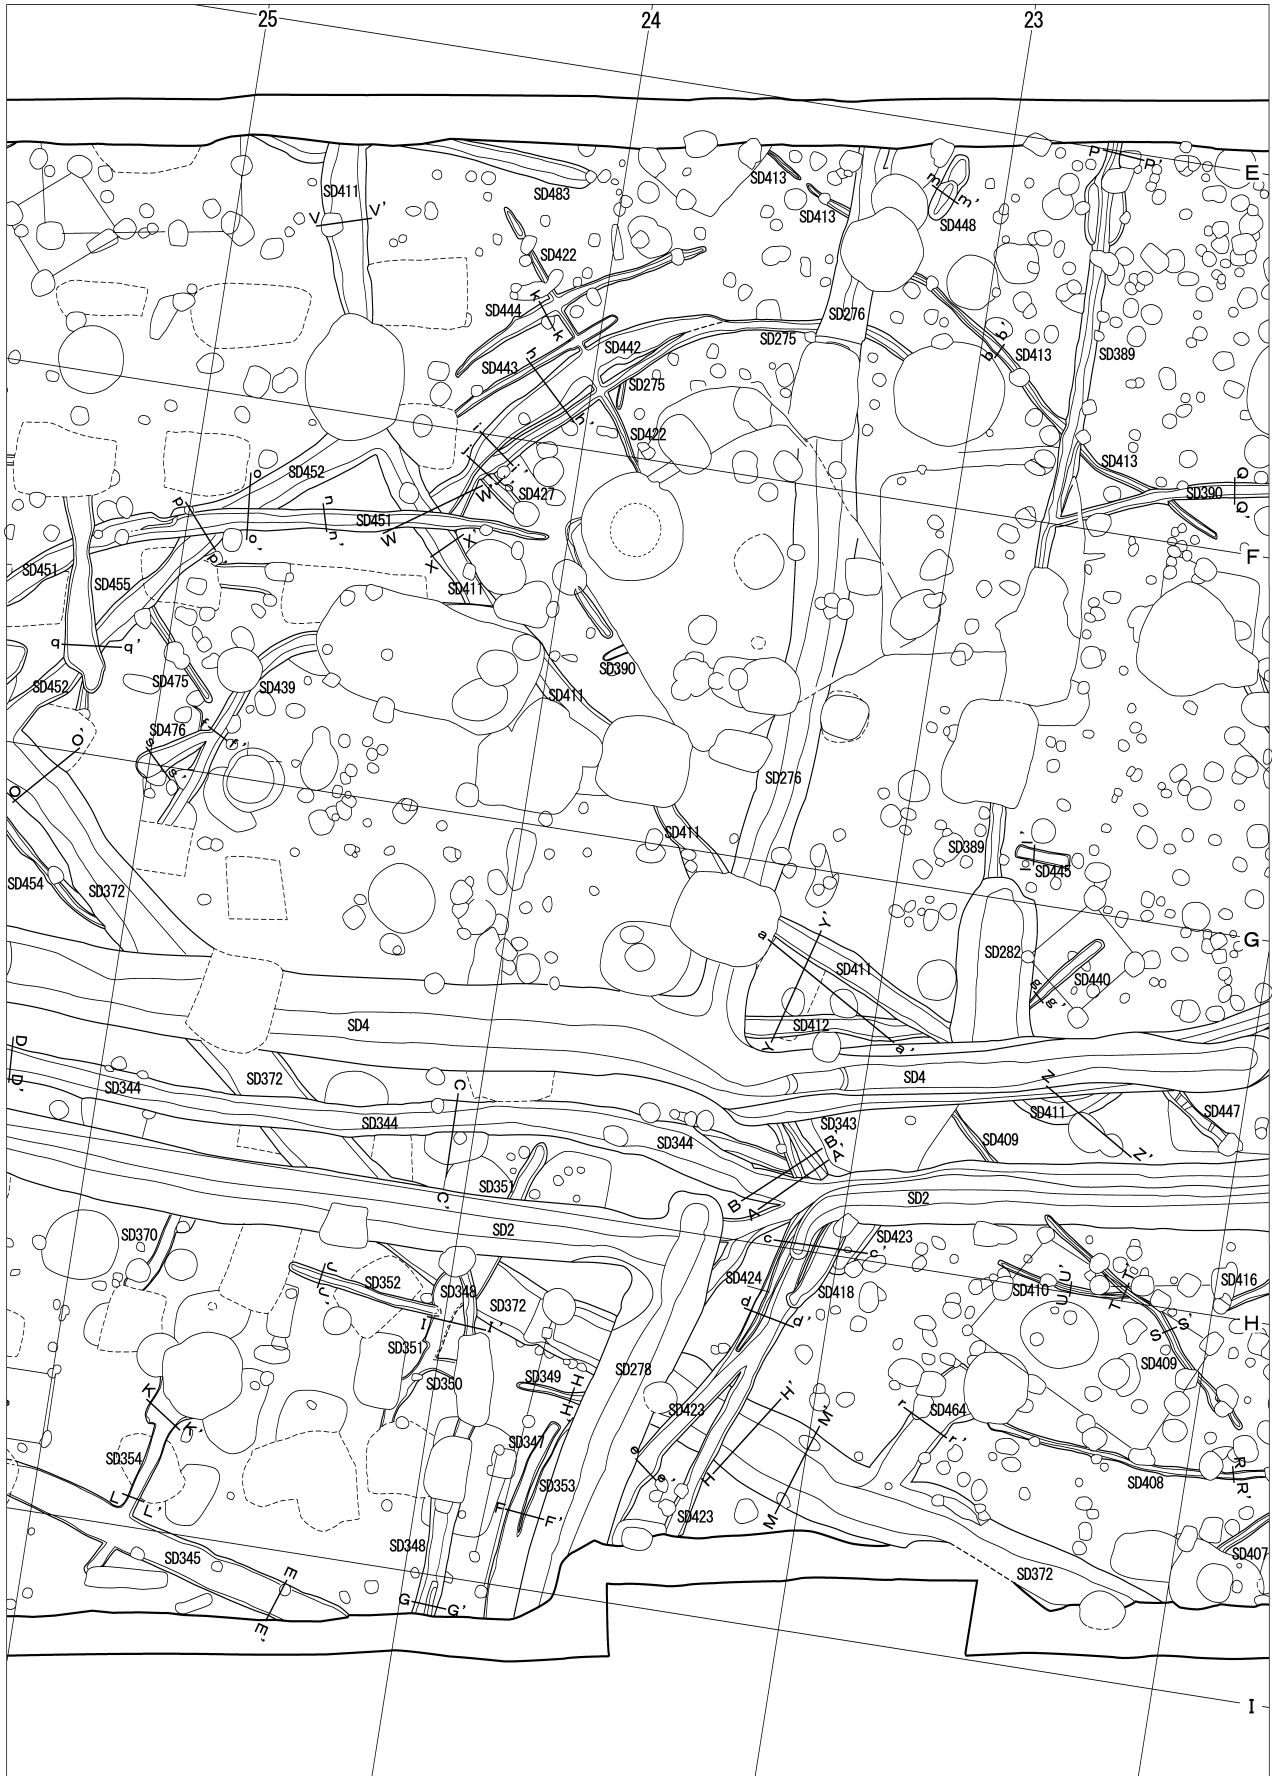 25 24 23
E
P P'
SD413
SD411
SD483
m m'
V V'
SD413
SD448
SD422
SD444
k
SD276
SD275
b b'
SD413
SD389
k
SD442
SD443
h
SD275
SD422
h'
i
j
SD413
SD452
o
i'
j'
Q
p
n
W
SD427
SD390
SD451
Q'
n'
W
o'
X'
F
p'
X
SD451
SD455
SD411
q q'
SD390
SD452
SD475
SD439
SD411
SD476
f f'
O'
s
s'
SD276
O
SD411
SD389
I'
I
SD445
SD454
SD372
Y'
G
a
SD282
SD411
SD440
g g'
SD4
SD412
D
Y
a'
SD372
SD4
Z
D'
SD344
C
SD411
SD447
SD344
SD343
SD344
B'
A'
SD409
Z'
SD351
C'
B
A
SD2
SD370
SD2
c c'
SD423
J
SD352
SD348
SD424
T'
SD416
J'
SD372
d d'
SD418
SD410
U'
U
T
I I'
H
S S'
SD351
SD278
SD409
SD350
SD349
H
H'
K
SD423
H'
M'
r
SD464
K'
SD347
r'
SD354
e
e'
H
R
SD353
SD408
R'
L L'
F F'
SD423
M
SD348
SD345
SD407
E
SD372
G G'
E'
I